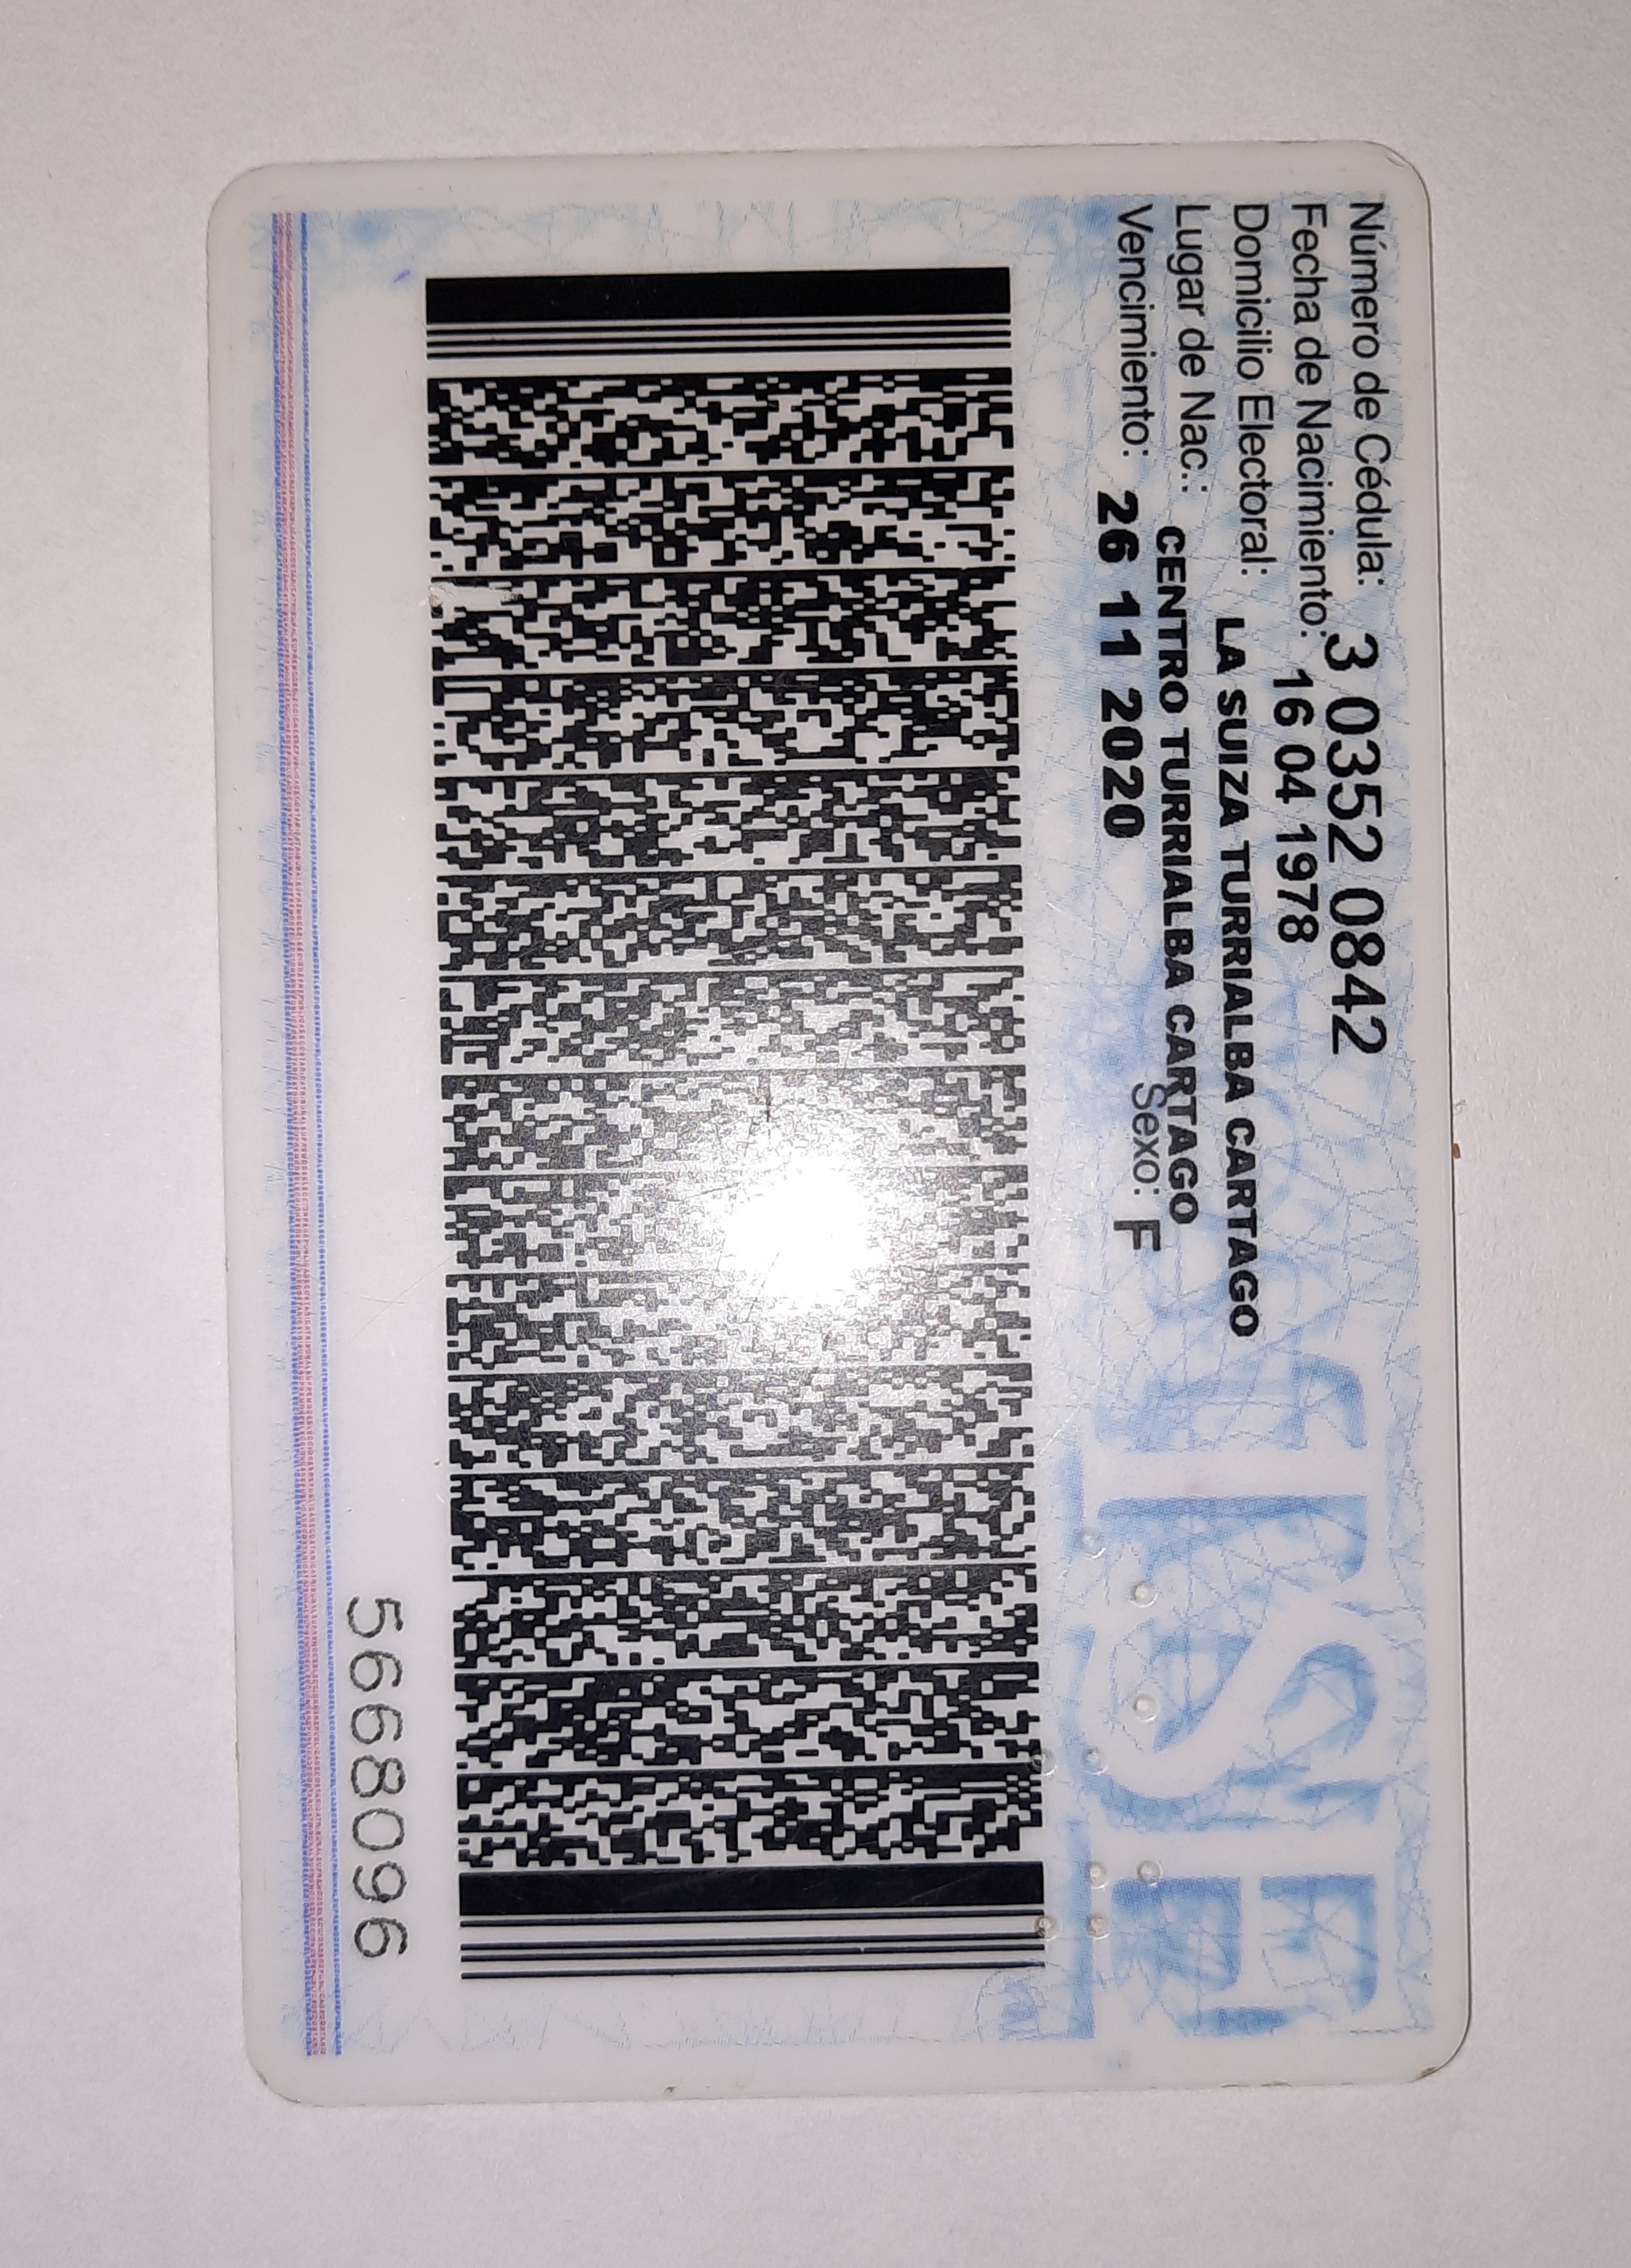 Número de Cédula: 3 0352 0842
Fecha de Nacimiento: 16 04 1978
Domicilio Electoral: LA SUIZA TURRIALBA CARTAGO
Lugar de Nac.: CENTRO TURRIALBA CARTAGO
Vencimiento: 26 11 2020 Sexo: F
TSE
5668096